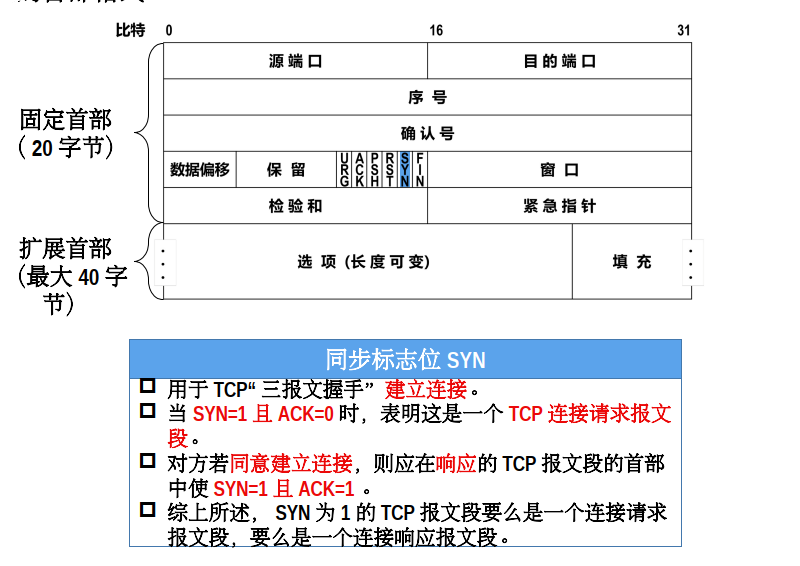 比特 0 16 31
源端口 目的端口
序号
确认号
数据偏移 保留 URG ACK PSH RST SYN FIN 窗口
检验和 紧急指针
选项 (长度可变) 填充
固定首部
( 20 字节)
扩展首部
(最大 40 字
节)
同步标志位 SYN
用于 TCP“ 三报文握手” 建立连接。
当 SYN=1 且 ACK=0 时，表明这是一个 TCP 连接请求报文
段。
对方若同意建立连接，则应在响应的 TCP 报文段的首部
中使 SYN=1 且 ACK=1 。
综上所述， SYN 为 1 的 TCP 报文段要么是一个连接请求
报文段，要么是一个连接响应报文段。